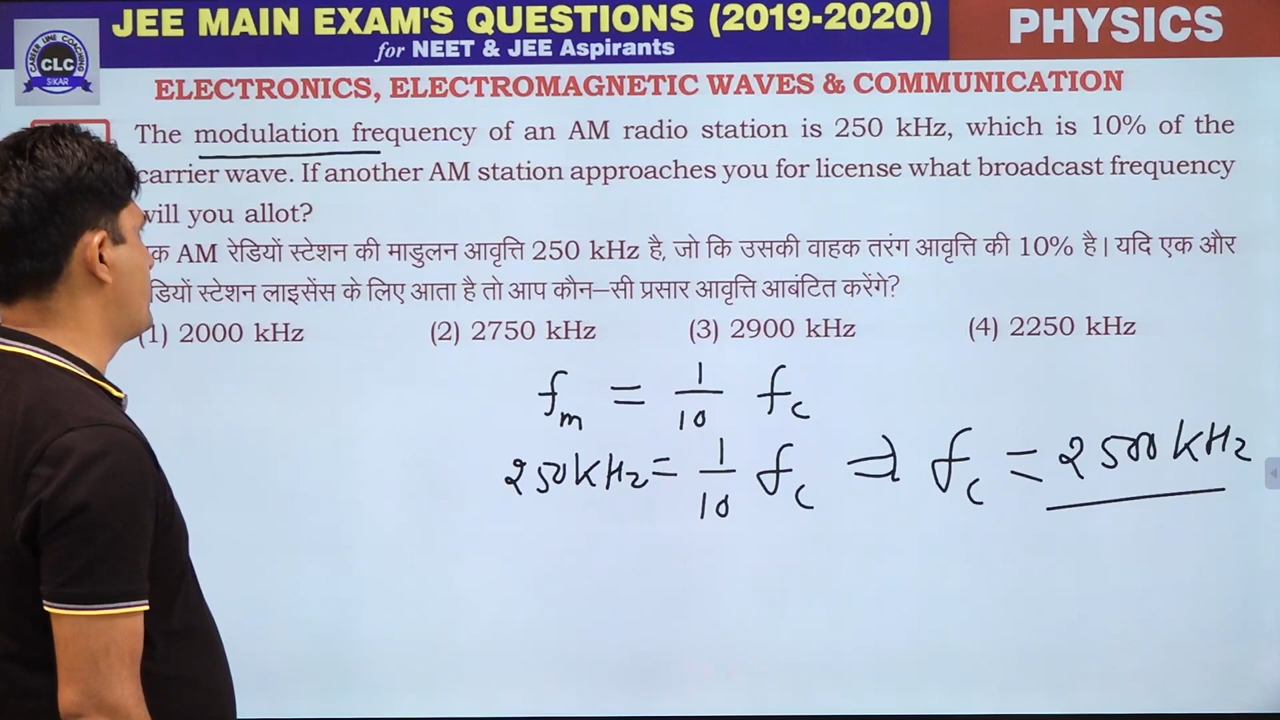 JEE MAIN EXAM'S QUESTIONS (2019-2020)
for NEET & JEE Aspirants
PHYSICS
CLC
SIKAR
ELECTRONICS, ELECTROMAGNETIC WAVES & COMMUNICATION
The modulation frequency of an AM radio station is 250 kHz, which is 10% of the
carrier wave. If another AM station approaches you for license what broadcast frequency
will you allot?
क AM रेडियों स्टेशन की माडुलन आवृत्ति 250 kHz है, जो कि उसकी वाहक तरंग आवृत्ति की 10% है। यदि एक और
डियों स्टेशन लाइसेंस के लिए आता है तो आप कौन–सी प्रसार आवृत्ति आबंटित करेंगे?
(1) 2000 kHz (2) 2750 kHz (3) 2900 kHz (4) 2250 kHz
fm = 1/10 fc
250KHz = 1/10 fc ⇒ fc = 2500KHz